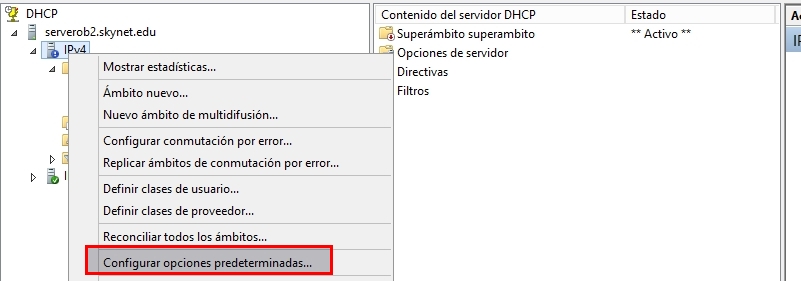 DHCP
serverob2.skynet.edu
IPv4
Mostrar estadísticas...
Ámbito nuevo...
Nuevo ámbito de multidifusión...
Configurar conmutación por error...
Replicar ámbitos de conmutación por error...
Definir clases de usuario...
Definir clases de proveedor...
Reconciliar todos los ámbitos...
Configurar opciones predeterminadas...
Contenido del servidor DHCP
Estado
Superámbito superambito
** Activo **
Opciones de servidor
Directivas
Filtros